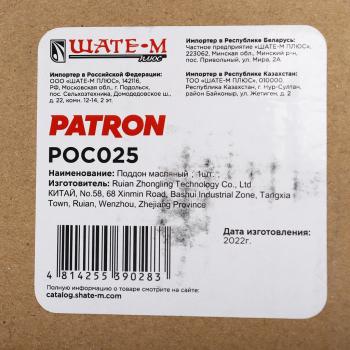 ШАТЕ-М
ПЛЮС
Импортер в Российской Федерации:
ООО «ШАТЕ-М ПЛЮС», 142116,
РФ, Московская обл., г. Подольск,
пос. Сельхозтехника, Домодедовское ш.,
д. 22, комн. 12-14, 2 эт.
Импортер в Республике Беларусь:
Частное предприятие «ШАТЕ-М ПЛЮС»,
223062, Минская обл., Минский р-н,
пос. Привольный, ул. Мира, 2А
Импортер в Республике Казахстан:
ТОО «ШАТЕ-М ПЛЮС», 010000,
Республика Казахстан, г. Нур-Султан,
район Байконыр, ул. Жетиген, д. 2
PATRON
POC025
Наименование: Поддон масляный , 1шт.
Изготовитель: Ruian Zhongling Technology Co., Ltd
КИТАЙ, No.58, 68 Xinmin Road, Bashui Industrial Zone, Tangxia
Town, Ruian, Wenzhou, Zhejiang Province
Дата изготовления:
2022г.
4 814255 390283
Полную информацию о товаре смотрите на сайте:
catalog.shate-m.com